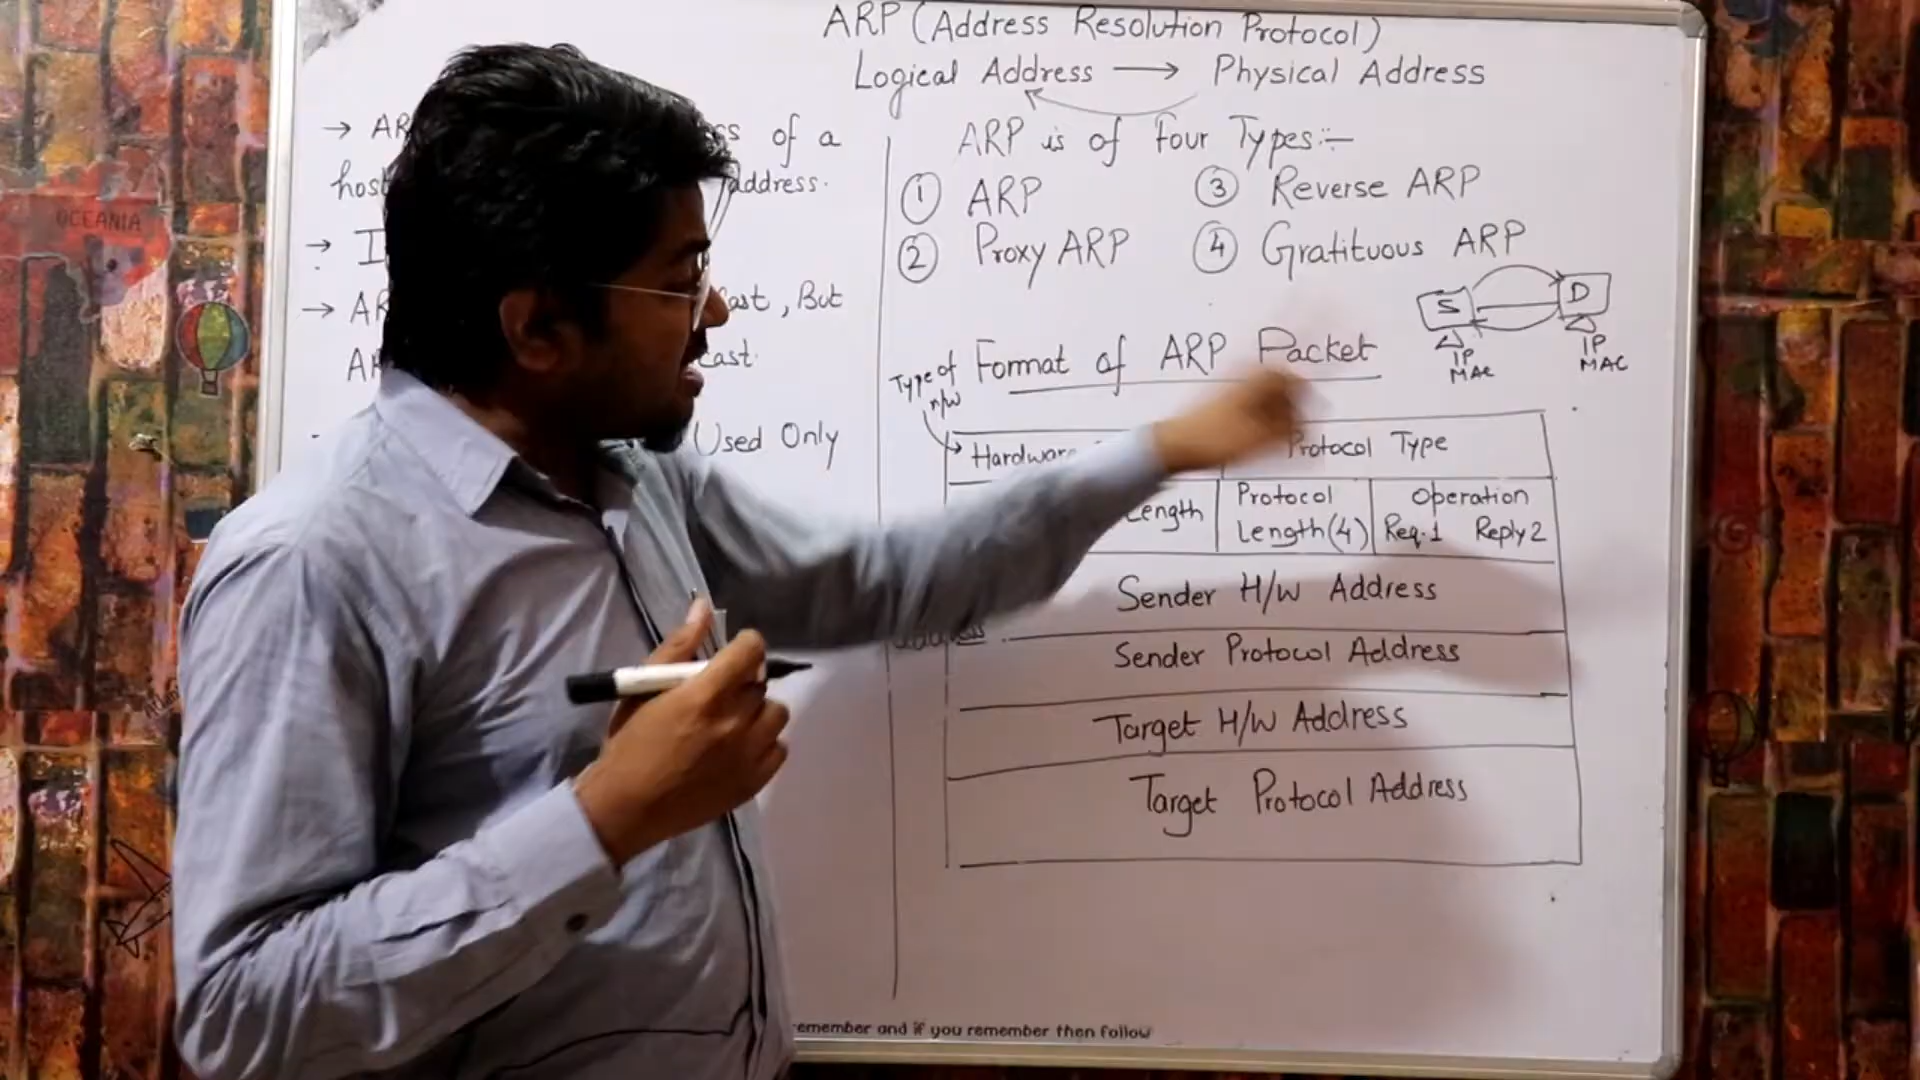 ARP (Address Resolution Protocol)
Logical Address → Physical Address
→ AR of a
host address.
→ I
→ AR cast, But
AR cast.
Used Only
ARP is of Four Types:-
① ARP
② Proxy ARP
③ Reverse ARP
④ Gratituous ARP
S D
IP
MAC
IP
MAC
Format of ARP Packet
Type of
n/w
Protocol Type
Length
Protocol
Length(4)
Operation
Req.1 Reply 2
Sender H/W Address
Sender Protocol Address
Target H/W Address
Target Protocol Address
emember and if you remember then follow
OCEANIA